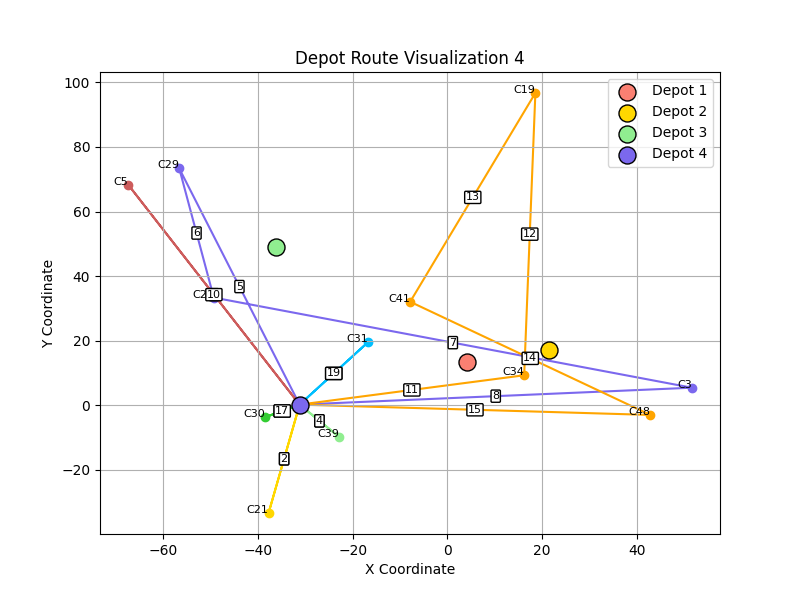 Depot Route Visualization 4
Depot 1
Depot 2
Depot 3
Depot 4
100
80
60
40
20
0
−20
Y Coordinate
−60
−40
−20
0
20
40
X Coordinate
C19
13
12
C29
C5
6
5
10
C41
7
C31
14
C34
19
11
8
C3
15
C48
C30
17
4
C39
2
C21